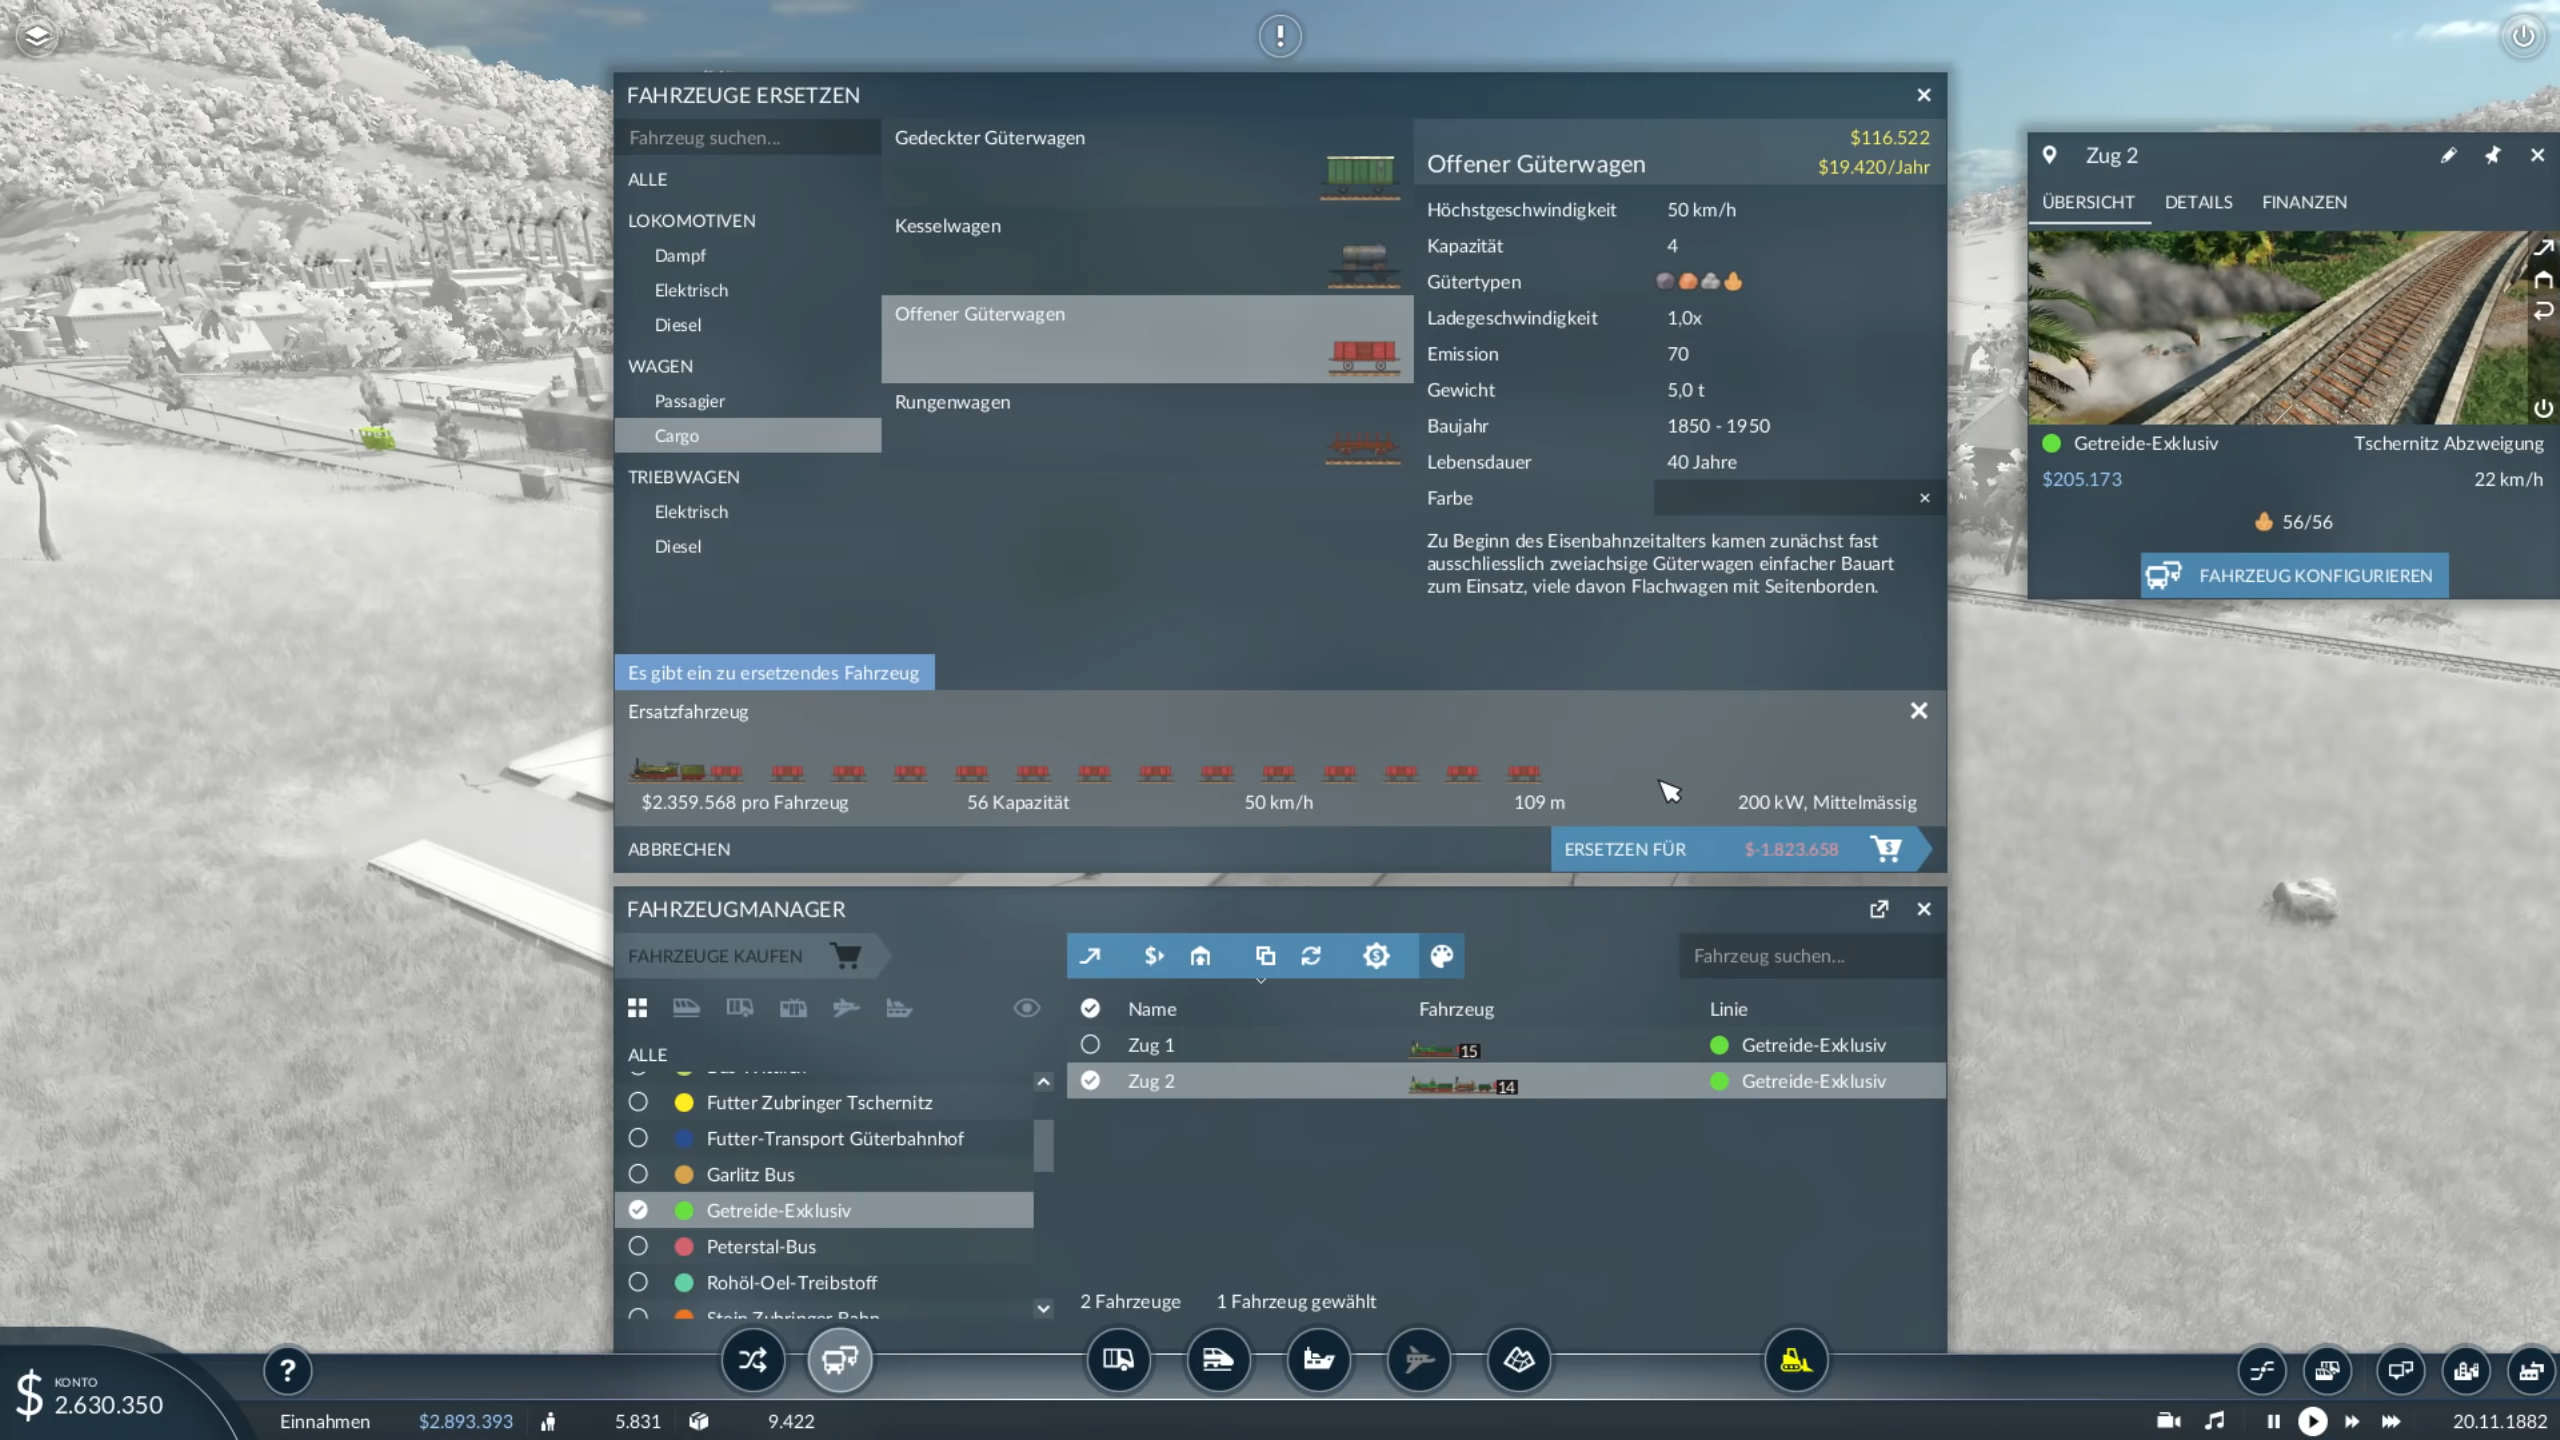 FAHRZEUGE ERSETZEN
Fahrzeug suchen...
ALLE
LOKOMOTIVEN
Dampf
Elektrisch
Diesel
WAGEN
Passagier
Cargo
TRIEBWAGEN
Elektrisch
Diesel
Gedeckter Güterwagen
Kesselwagen
Offener Güterwagen
Rungenwagen
$116.522
Offener Güterwagen
$19.420/Jahr
Höchstgeschwindigkeit 50 km/h
Kapazität 4
Gütertypen
Ladegeschwindigkeit 1,0x
Emission 70
Gewicht 5,0 t
Baujahr 1850 - 1950
Lebensdauer 40 Jahre
Farbe
Zu Beginn des Eisenbahnzeitalters kamen zunächst fast
ausschliesslich zweiachsige Güterwagen einfacher Bauart
zum Einsatz, viele davon Flachwagen mit Seitenborden.
Es gibt ein zu ersetzendes Fahrzeug
Ersatzfahrzeug
$2.359.568 pro Fahrzeug 56 Kapazität 50 km/h 109 m 200 kW, Mittelmässig
ABBRECHEN
ERSETZEN FÜR $-1.823.658
Zug 2
ÜBERSICHT DETAILS FINANZEN
Getreide-Exklusiv Tschernitz Abzweigung
$205.173 22 km/h
56/56
FAHRZEUG KONFIGURIEREN
FAHRZEUGMANAGER
FAHRZEUGE KAUFEN
Fahrzeug suchen...
ALLE
Futter Zubringer Tschernitz
Futter-Transport Güterbahnhof
Garlitz Bus
Getreide-Exklusiv
Peterstal-Bus
Rohöl-Oel-Treibstoff
Stein Zubringer Bahn
Name Fahrzeug Linie
Zug 1 15 Getreide-Exklusiv
Zug 2 14 Getreide-Exklusiv
2 Fahrzeuge 1 Fahrzeug gewählt
?
$ KONTO
2.630.350
Einnahmen $2.893.393 5.831 9.422
20.11.1882